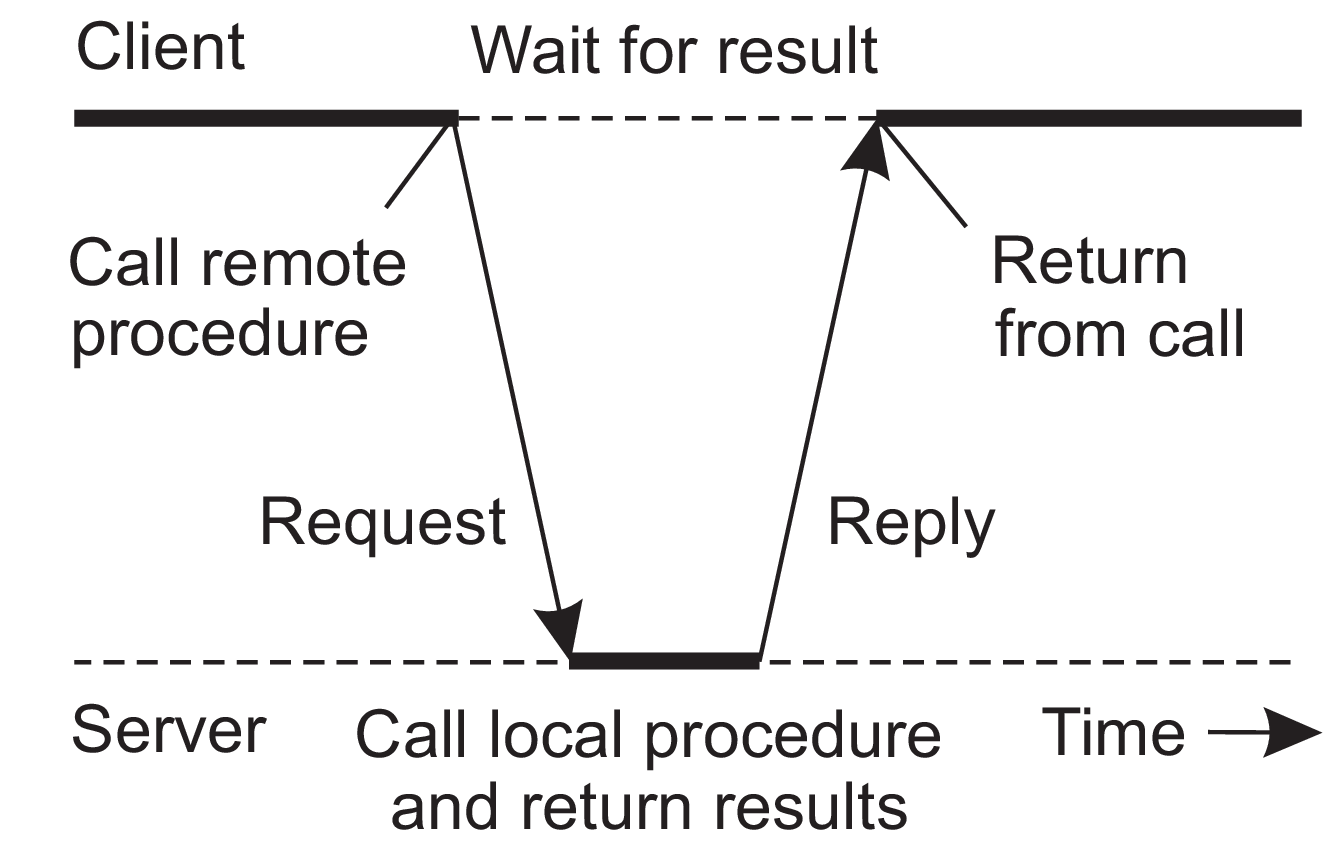 Client
Wait for result
Call remote
procedure
Return
from call
Request
Reply
Server
Call local procedure
and return results
Time